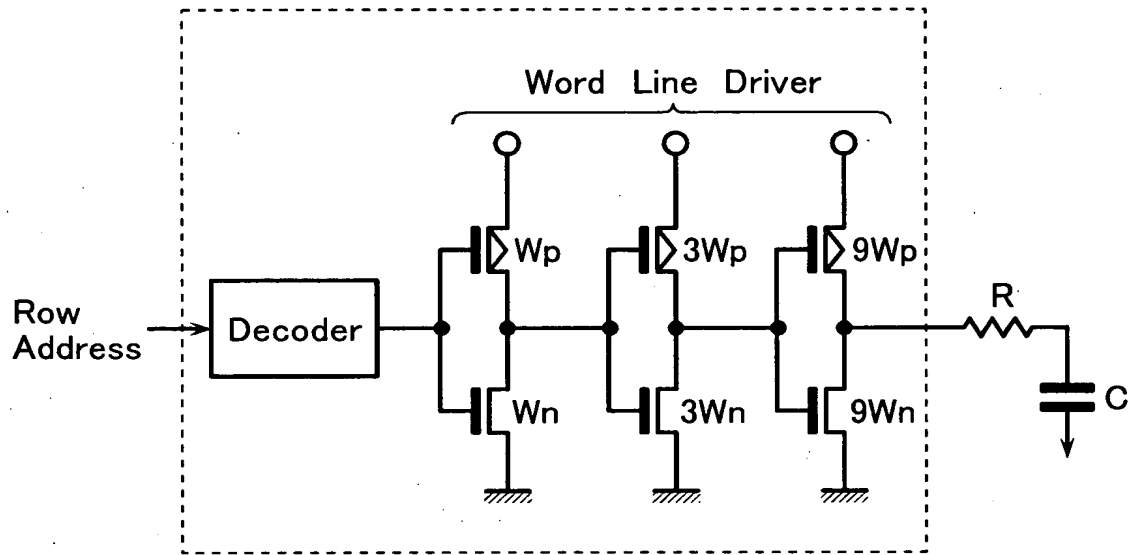 Word Line Driver
Wp
3Wp
9Wp
Row
Address
Decoder
R
C
Wn
3Wn
9Wn